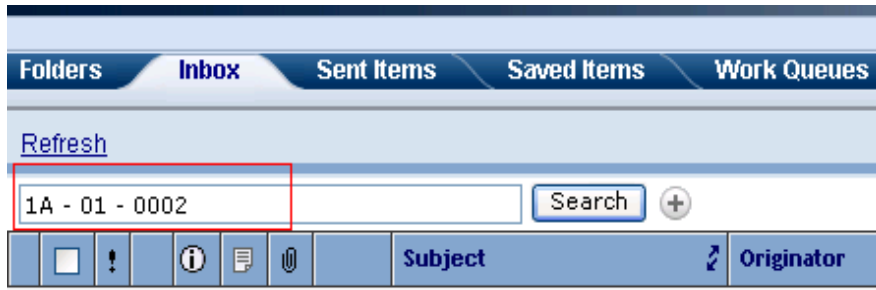 Folders Inbox Sent Items Saved Items Work Queues
Refresh
1A - 01 - 0002 Search
Subject Originator